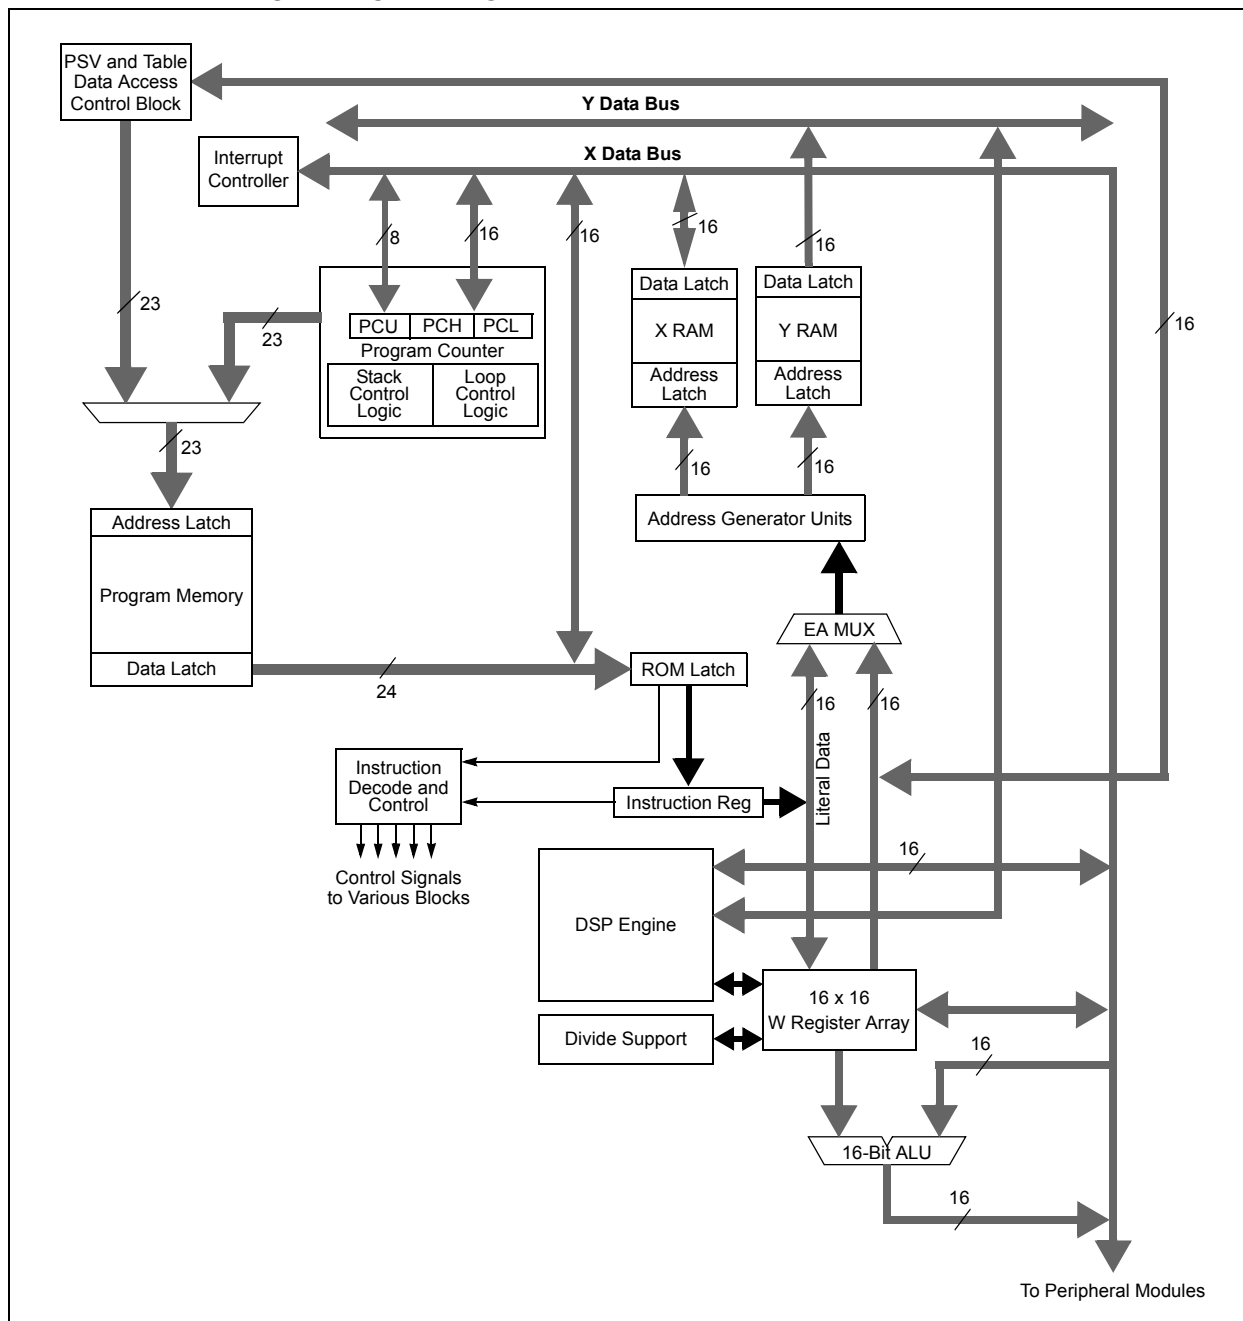 PSV and Table
Data Access
Control Block
Y Data Bus
Interrupt
Controller
X Data Bus
8
16
16
16
16
16
23
23
23
PCU
PCH
PCL
Program Counter
Stack
Control
Logic
Loop
Control
Logic
Data Latch
X RAM
Address
Latch
Data Latch
Y RAM
Address
Latch
16
16
Address Generator Units
Address Latch
Program Memory
Data Latch
24
EA MUX
ROM Latch
16
16
Literal Data
Instruction
Decode and
Control
Instruction Reg
Control Signals
to Various Blocks
16
DSP Engine
16 x 16
W Register Array
Divide Support
16
16-Bit ALU
16
To Peripheral Modules